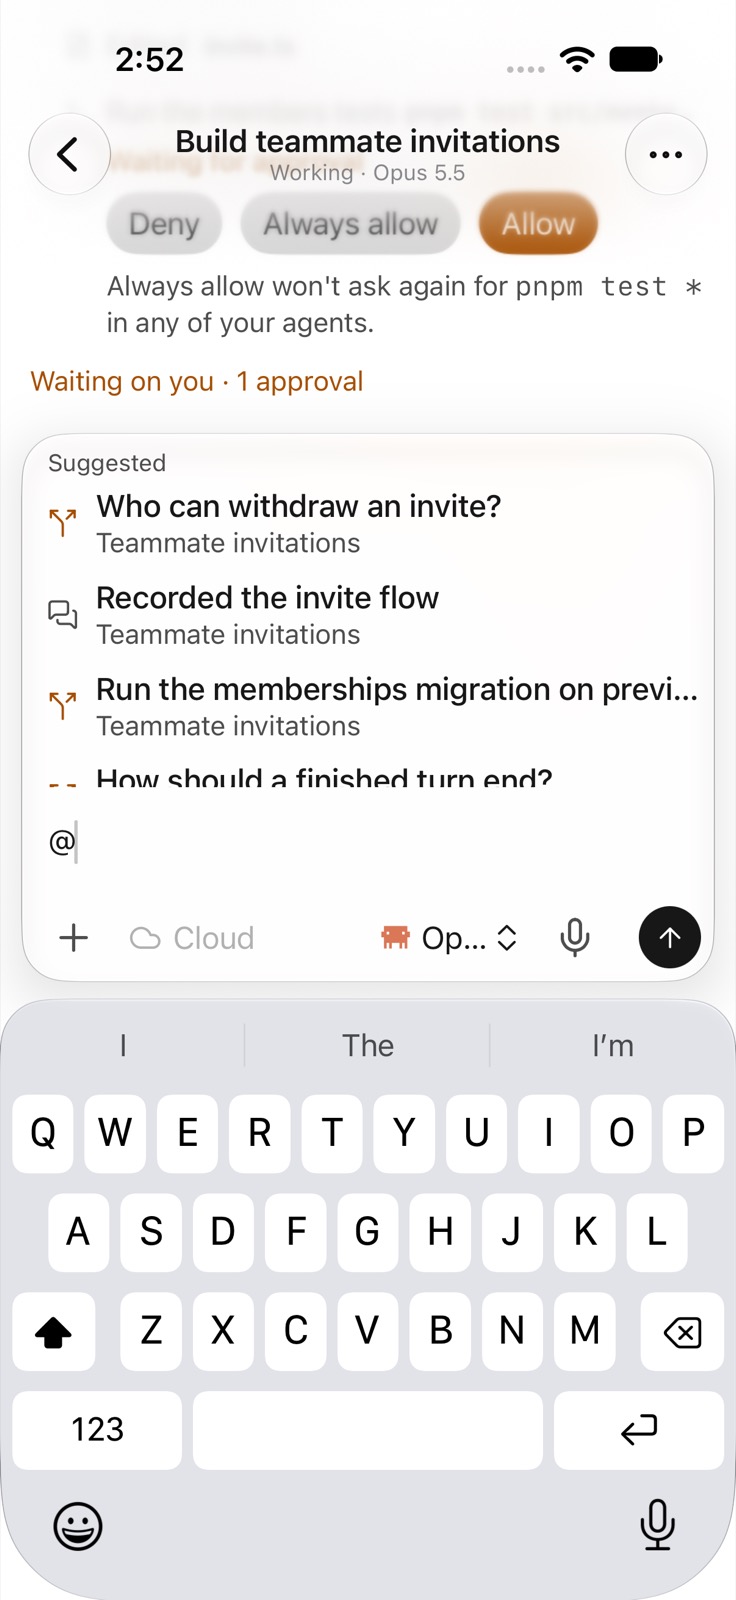 2:52
Build teammate invitations
Working · Opus 5.5
Waiting for approval
Deny
Always allow
Allow
Always allow won't ask again for pnpm test *
in any of your agents.
Waiting on you · 1 approval
Suggested
Who can withdraw an invite?
Teammate invitations
Recorded the invite flow
Teammate invitations
Run the memberships migration on previ...
Teammate invitations
How should a finished turn end?
@
Cloud
Op...
I
The
I’m
Q W E R T Y U I O P
A S D F G H J K L
Z X C V B N M
123